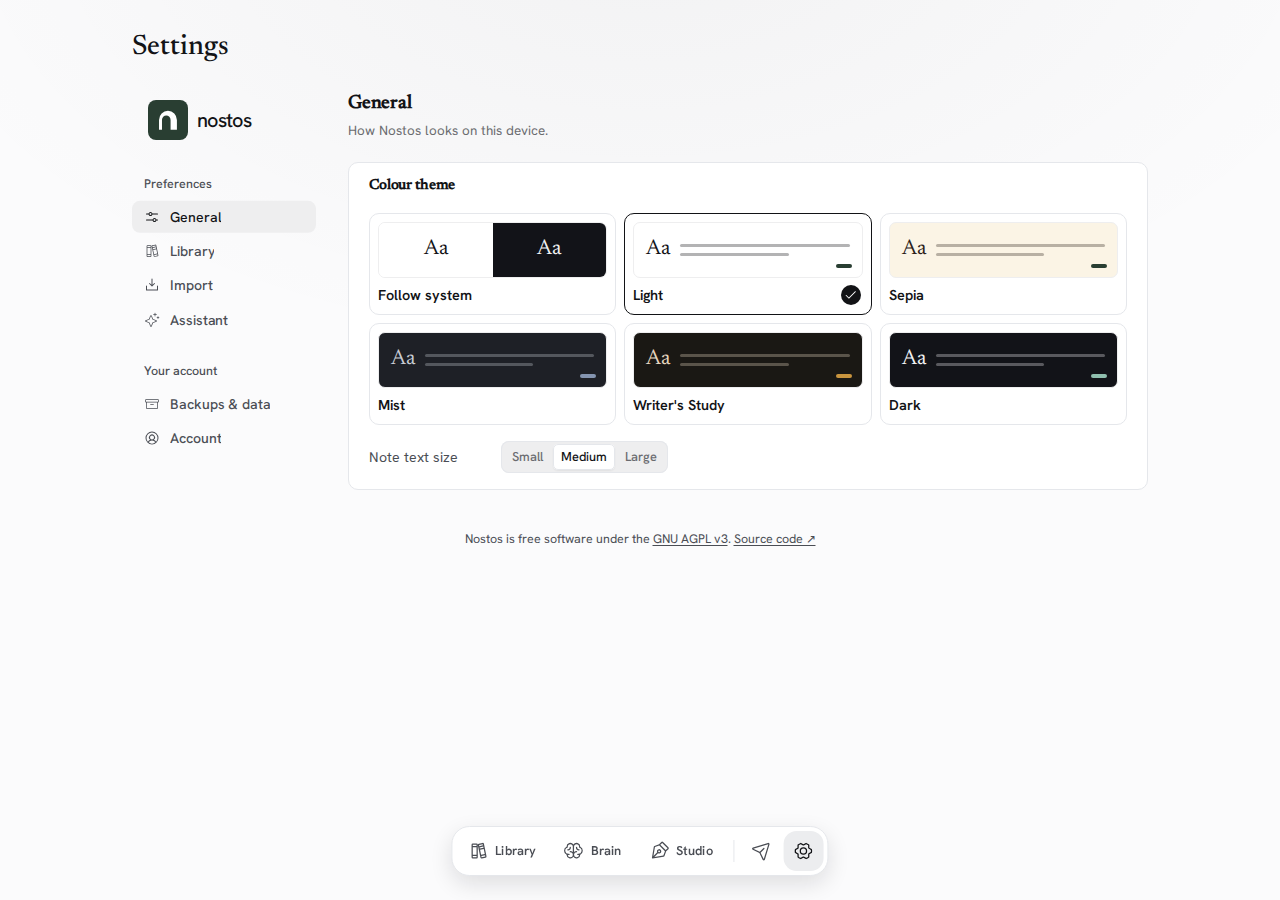 Settings
nostos
Preferences
General
Library
Import
Assistant
Your account
Backups & data
Account
General
How Nostos looks on this device.
Colour theme
Aa Aa
Follow system
Aa
Light
Aa
Sepia
Aa
Mist
Aa
Writer's Study
Aa
Dark
Note text size
Small Medium Large
Nostos is free software under the GNU AGPL v3. Source code ↗
Library Brain Studio